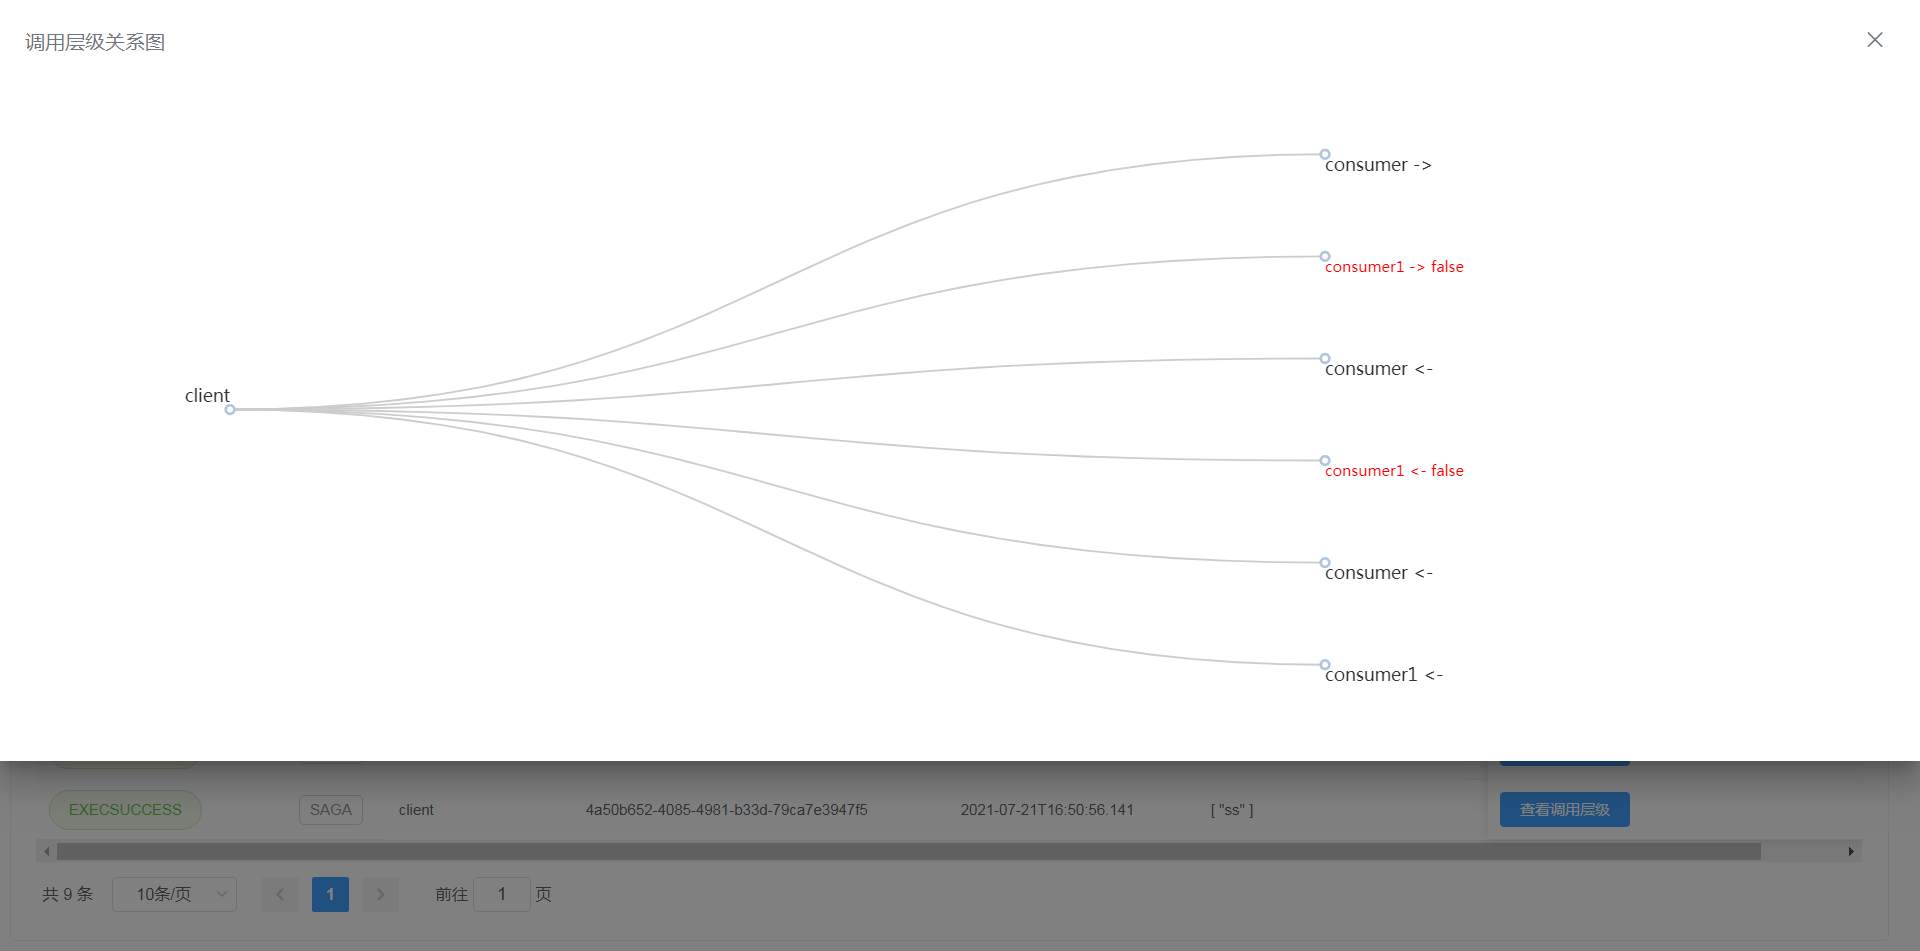 调用层级关系图
consumer ->
consumer1 -> false
consumer <-
client
consumer1 <- false
consumer <-
consumer1 <-
EXECSUCCESS SAGA client 4a50b652-4085-4981-b33d-79ca7e3947f5 2021-07-21T16:50:56.141 [ "ss" ] 查看调用层级
共 9 条 10条/页 1 前往 1 页